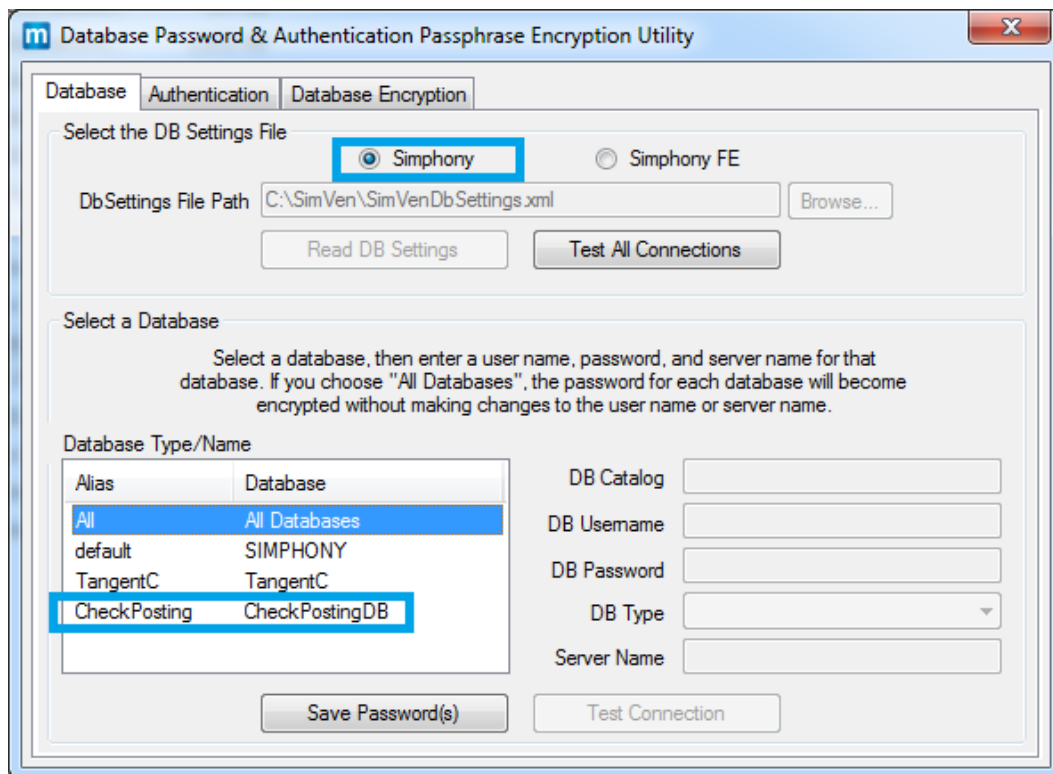 m Database Password & Authentication Passphrase Encryption Utility
x
Database Authentication Database Encryption
Select the DB Settings File
Simphony Simphony FE
DbSettings File Path C:\SimVen\SimVenDbSettings.xml Browse...
Read DB Settings Test All Connections
Select a Database
Select a database, then enter a user name, password, and server name for that
database. If you choose "All Databases", the password for each database will become
encrypted without making changes to the user name or server name.
Database Type/Name
Alias Database
All All Databases
default SIMPHONY
TangentC TangentC
CheckPosting CheckPostingDB
DB Catalog
DB Username
DB Password
DB Type
Server Name
Save Password(s) Test Connection